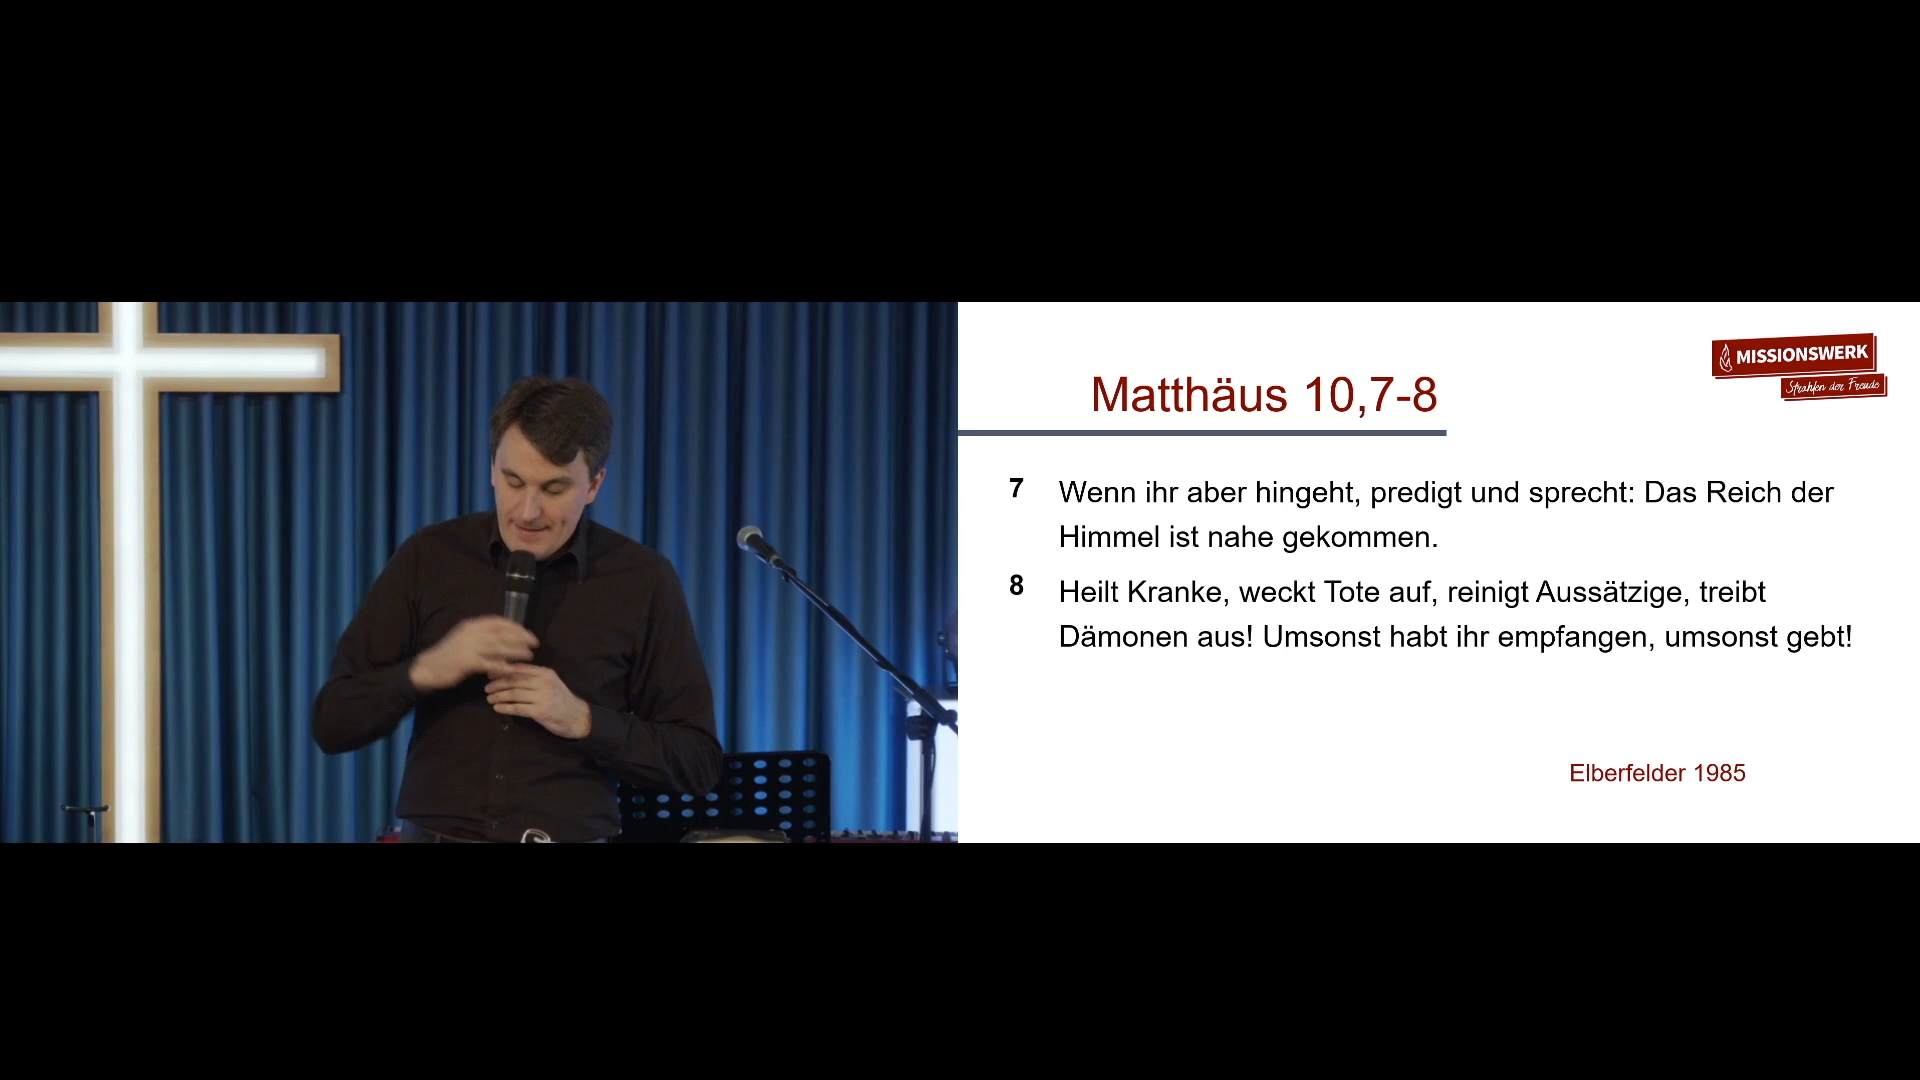 MISSIONSWERK
Strahlen der Freude
Matthäus 10,7-8
7 Wenn ihr aber hingeht, predigt und sprecht: Das Reich der
Himmel ist nahe gekommen.
8 Heilt Kranke, weckt Tote auf, reinigt Aussätzige, treibt
Dämonen aus! Umsonst habt ihr empfangen, umsonst gebt!
Elberfelder 1985